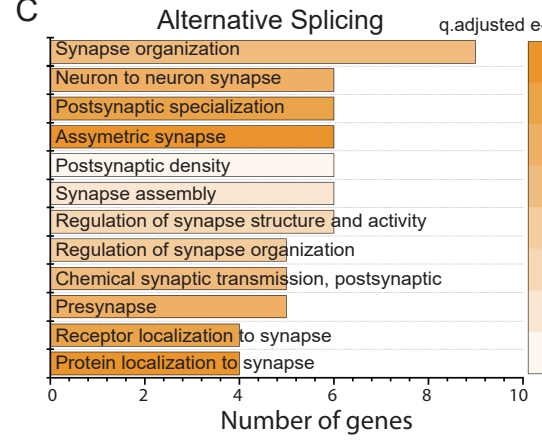 C
Alternative Splicing
q.adjusted e-
Synapse organization
Neuron to neuron synapse
Postsynaptic specialization
Assymetric synapse
Postsynaptic density
Synapse assembly
Regulation of synapse structure and activity
Regulation of synapse organization
Chemical synaptic transmission, postsynaptic
Presynapse
Receptor localization to synapse
Protein localization to synapse
0 2 4 6 8 10
Number of genes